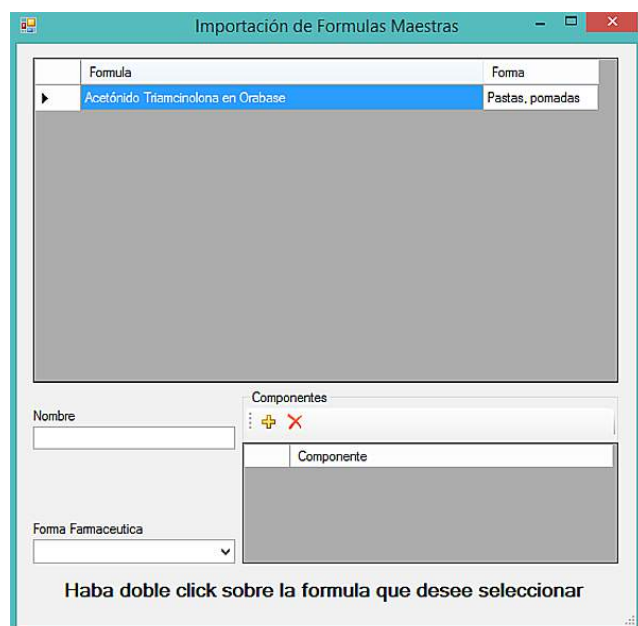 Importación de Formulas Maestras
Formula Forma
Acetónido Triamcinolona en Orabase Pastas, pomadas
Componentes
Nombre
Componente
Forma Farmaceutica
Haba doble click sobre la formula que desee seleccionar